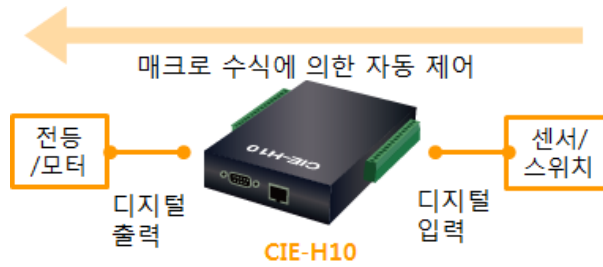 매크로 수식에 의한 자동 제어
전등
/모터
CIE-H10
센서/
스위치
디지털
출력
디지털
입력
CIE-H10